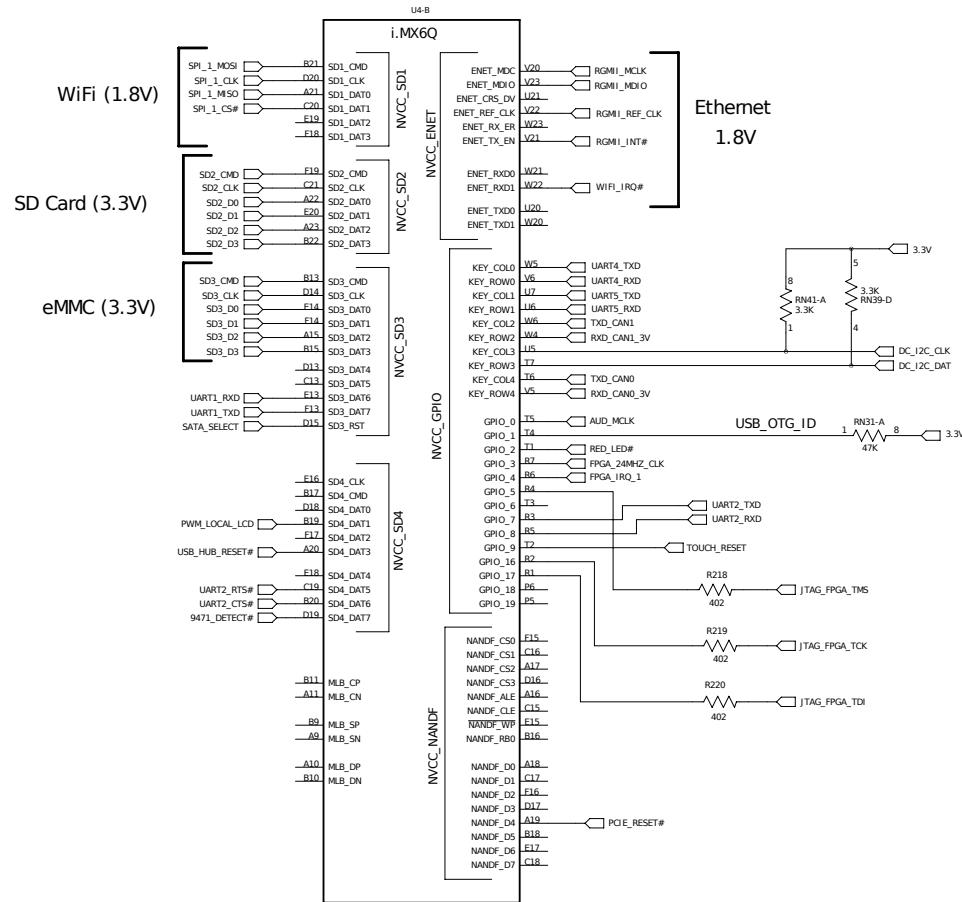 U4-B
i.MX6Q
WiFi (1.8V)
SPI_1_MOSI B21 SD1_CMD
SPI_1_CLK D20 SD1_CLK
SPI_1_MISO A21 SD1_DAT0
SPI_1_CS# C20 SD1_DAT1
E19 SD1_DAT2
F18 SD1_DAT3
NVCC_SD1
SD Card (3.3V)
SD2_CMD F19 SD2_CMD
SD2_CLK C21 SD2_CLK
SD2_D0 A22 SD2_DAT0
SD2_D1 E20 SD2_DAT1
SD2_D2 A23 SD2_DAT2
SD2_D3 B22 SD2_DAT3
NVCC_SD2
eMMC (3.3V)
SD3_CMD B13 SD3_CMD
SD3_CLK D14 SD3_CLK
SD3_D0 E14 SD3_DAT0
SD3_D1 F14 SD3_DAT1
SD3_D2 A15 SD3_DAT2
SD3_D3 B15 SD3_DAT3
D13 SD3_DAT4
C13 SD3_DAT5
UART1_RXD E13 SD3_DAT6
UART1_TXD F13 SD3_DAT7
SATA_SELECT D15 SD3_RST
NVCC_SD3
E16 SD4_CLK
B17 SD4_CMD
D18 SD4_DAT0
PWM_LOCAL_LCD B19 SD4_DAT1
F17 SD4_DAT2
USB_HUB_RESET# A20 SD4_DAT3
E18 SD4_DAT4
UART2_RTS# C19 SD4_DAT5
UART2_CTS# B20 SD4_DAT6
9471_DETECT# D19 SD4_DAT7
NVCC_SD4
B11 MLB_CP
A11 MLB_CN
B9 MLB_SP
A9 MLB_SN
A10 MLB_DP
B10 MLB_DN
NVCC_ENET
ENET_MDC V20 RGMII_MCLK
ENET_MDIO V23 RGMII_MDIO
ENET_CRS_DV U21
ENET_REF_CLK V22 RGMII_REF_CLK
ENET_RX_ER W23
ENET_TX_EN V21 RGMII_INT#
ENET_RXD0 W21
ENET_RXD1 W22 WIFI_IRQ#
ENET_TXD0 U20
ENET_TXD1 W20
Ethernet
1.8V
NVCC_GPIO
KEY_COL0 W5 UART4_TXD
KEY_ROW0 V6 UART4_RXD
KEY_COL1 U7 UART5_TXD
KEY_ROW1 U6 UART5_RXD
KEY_COL2 W6 TXD_CAN1
KEY_ROW2 W4 RXD_CAN1_3V
KEY_COL3 U5 DC_I2C_CLK
KEY_ROW3 T7 DC_I2C_DAT
KEY_COL4 T6 TXD_CAN0
KEY_ROW4 V5 RXD_CAN0_3V
3.3V
8 RN41-A 3.3K 1
5 3.3K RN39-D 4
GPIO_0 T5 AUD_MCLK
GPIO_1 T4 USB_OTG_ID 1 RN31-A 47K 8 3.3V
GPIO_2 T1 RED_LED#
GPIO_3 R7 FPGA_24MHZ_CLK
GPIO_4 R6 FPGA_IRQ_1
GPIO_5 R4
GPIO_6 T3
GPIO_7 R3 UART2_TXD
GPIO_8 R5 UART2_RXD
GPIO_9 T2 TOUCH_RESET
GPIO_16 R2
GPIO_17 R1
GPIO_18 P6
GPIO_19 P5
R218 402 JTAG_FPGA_TMS
R219 402 JTAG_FPGA_TCK
R220 402 JTAG_FPGA_TDI
NVCC_NANDF
NANDF_CS0 F15
NANDF_CS1 C16
NANDF_CS2 A17
NANDF_CS3 D16
NANDF_ALE A16
NANDF_CLE C15
NANDF_WP E15
NANDF_RB0 B16
NANDF_D0 A18
NANDF_D1 C17
NANDF_D2 F16
NANDF_D3 D17
NANDF_D4 A19 PCIE_RESET#
NANDF_D5 B18
NANDF_D6 E17
NANDF_D7 C18